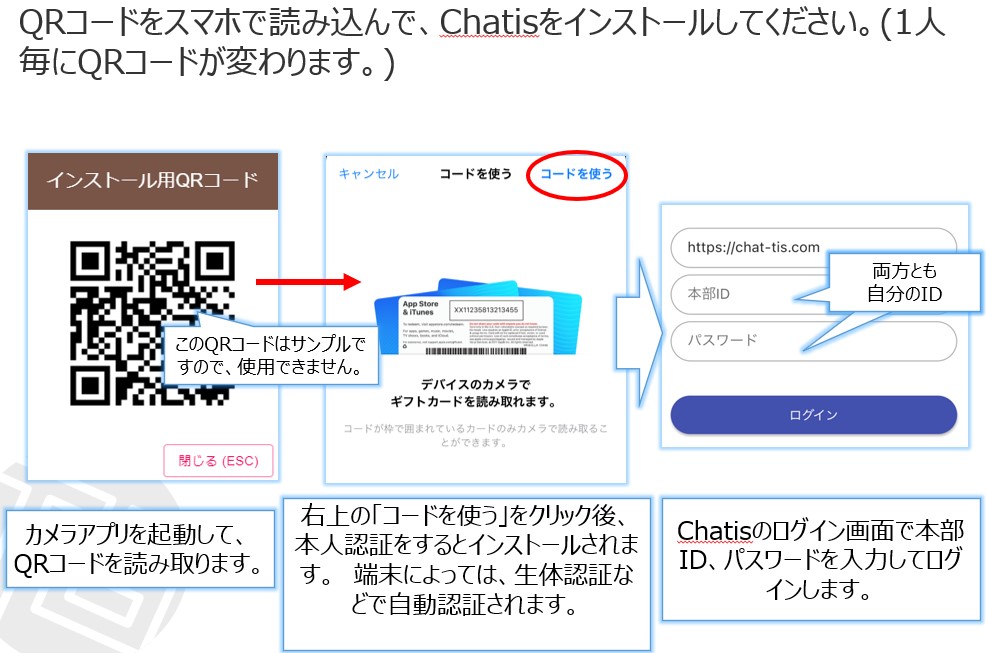 QRコードをスマホで読み込んで、Chatisをインストールしてください。(1人
毎にQRコードが変わります。)
インストール用QRコード
このQRコードはサンプルで
すので、使用できません。
閉じる (ESC)
カメラアプリを起動して、
QRコードを読み取ります。
キャンセル
コードを使う
コードを使う
App Store
& iTunes
XX11235813213455
デバイスのカメラで
ギフトカードを読み取れます。
コードが枠で囲まれているカードのみカメラで読み取るこ
とができます。
右上の「コードを使う」をクリック後、
本人認証をするとインストールされま
す。 端末によっては、生体認証な
どで自動認証されます。
https://chat-tis.com
本部ID
パスワード
両方とも
自分のID
ログイン
Chatisのログイン画面で本部
ID、パスワードを入力してログ
インします。